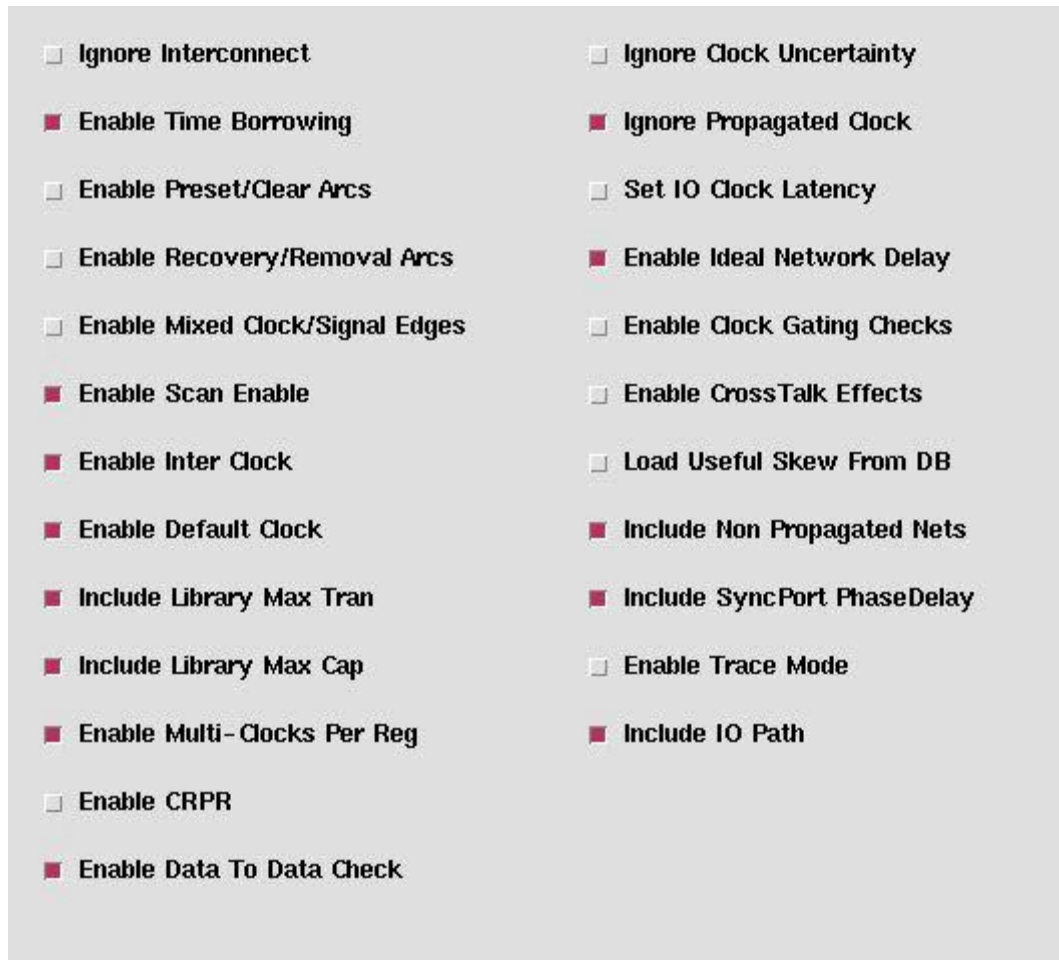 Ignore Interconnect
Enable Time Borrowing
Enable Preset/Clear Arcs
Enable Recovery/Removal Arcs
Enable Mixed Clock/Signal Edges
Enable Scan Enable
Enable Inter Clock
Enable Default Clock
Include Library Max Tran
Include Library Max Cap
Enable Multi-Clocks Per Reg
Enable CRPR
Enable Data To Data Check
Ignore Clock Uncertainty
Ignore Propagated Clock
Set IO Clock Latency
Enable Ideal Network Delay
Enable Clock Gating Checks
Enable CrossTalk Effects
Load Useful Skew From DB
Include Non Propagated Nets
Include SyncPort PhaseDelay
Enable Trace Mode
Include IO Path